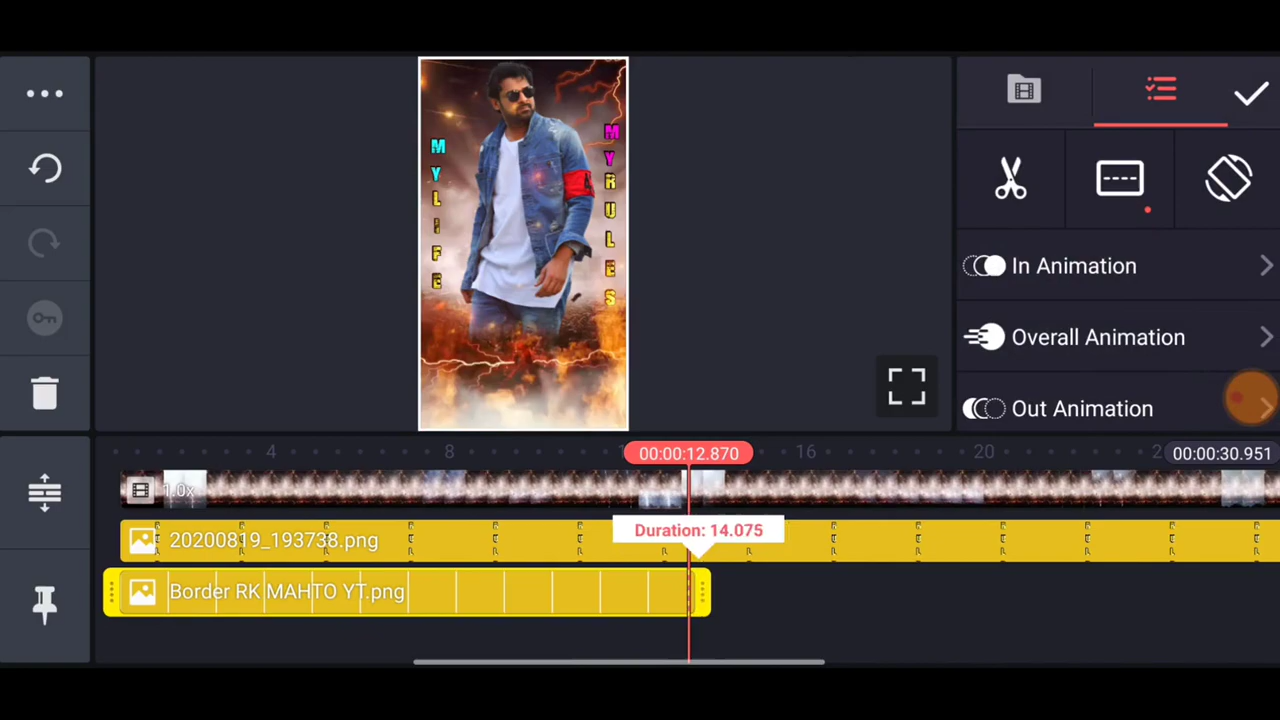 M
Y
L
I
F
E
M
Y
R
U
L
E
S
In Animation
Overall Animation
Out Animation
4
8
00:00:12.870
16
20
00:00:30.951
1.0x
20200819_193738.png
Duration: 14.075
Border RK MAHTO YT.png